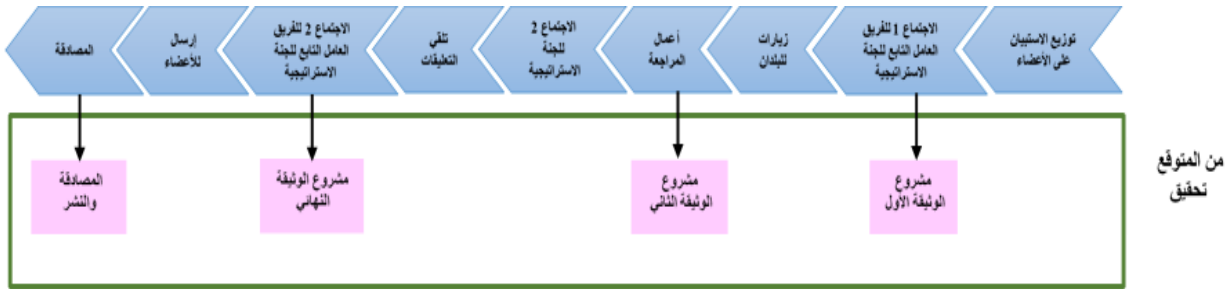 توزيع الاستبيان
على الأعضاء
الاجتماع 1 للفريق
العامل التابع للجنة
الاستراتيجية
زيارات
للبلدان
أعمال
المراجعة
الاجتماع 2
للجنة
الاستراتيجية
تلقي
التعليقات
الاجتماع 2 للفريق
العامل التابع للجنة
الاستراتيجية
إرسال
للأعضاء
المصادقة
من المتوقع
تحقيق
مشروع
الوثيقة الأول
مشروع
الوثيقة الثاني
مشروع الوثيقة
النهائي
المصادقة
والنشر